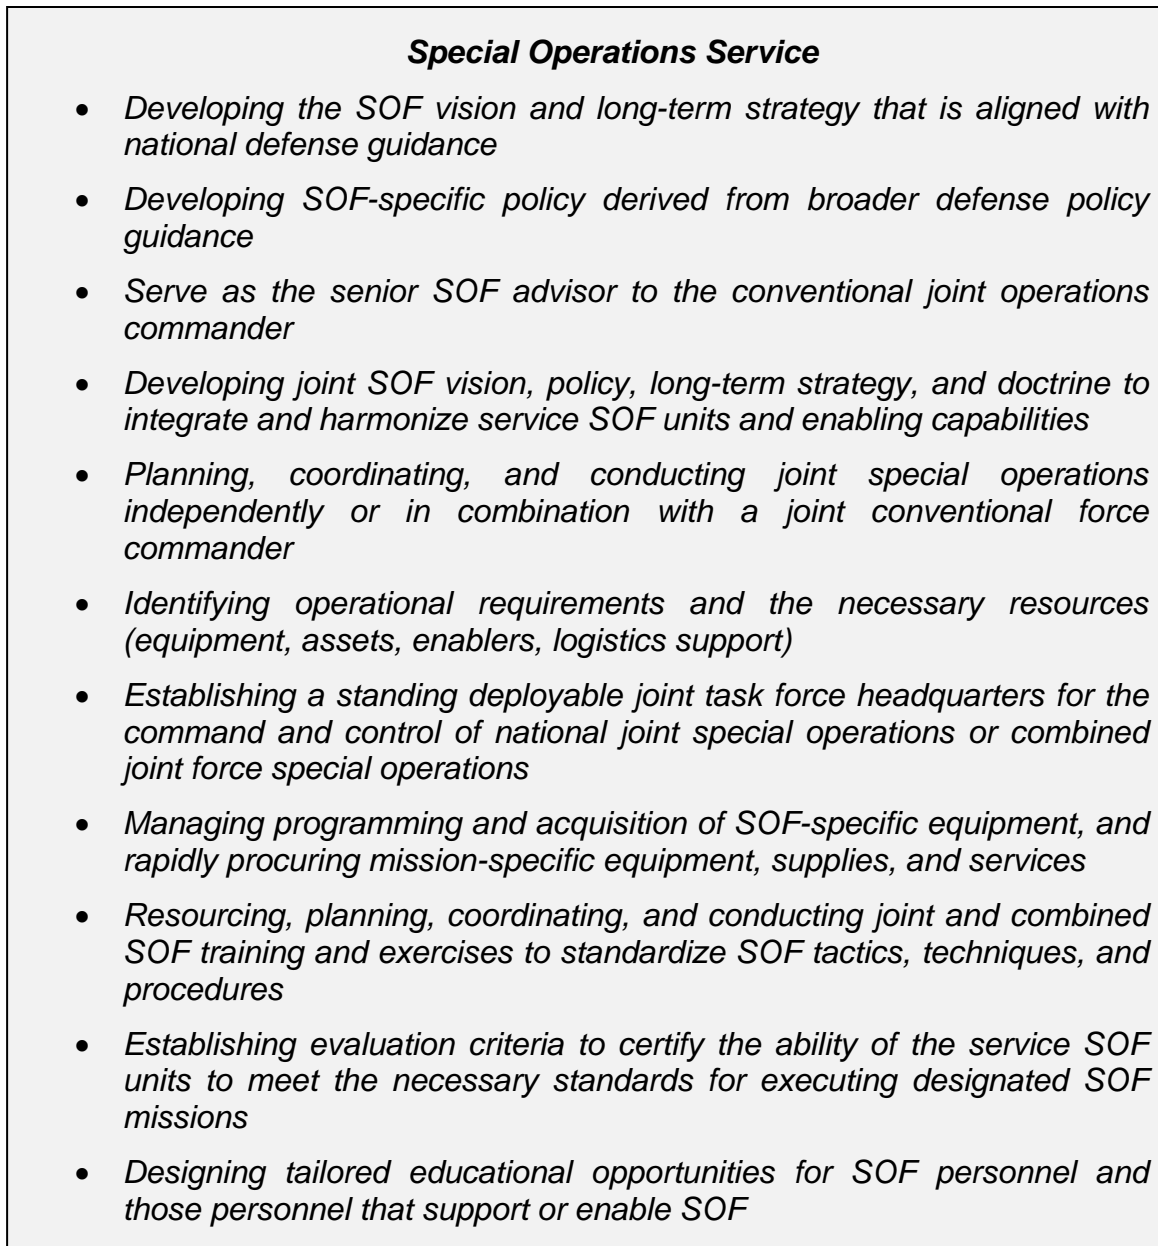 Special Operations Service
• Developing the SOF vision and long-term strategy that is aligned with
national defense guidance
• Developing SOF-specific policy derived from broader defense policy
guidance
• Serve as the senior SOF advisor to the conventional joint operations
commander
• Developing joint SOF vision, policy, long-term strategy, and doctrine to
integrate and harmonize service SOF units and enabling capabilities
• Planning, coordinating, and conducting joint special operations
independently or in combination with a joint conventional force
commander
• Identifying operational requirements and the necessary resources
(equipment, assets, enablers, logistics support)
• Establishing a standing deployable joint task force headquarters for the
command and control of national joint special operations or combined
joint force special operations
• Managing programming and acquisition of SOF-specific equipment, and
rapidly procuring mission-specific equipment, supplies, and services
• Resourcing, planning, coordinating, and conducting joint and combined
SOF training and exercises to standardize SOF tactics, techniques, and
procedures
• Establishing evaluation criteria to certify the ability of the service SOF
units to meet the necessary standards for executing designated SOF
missions
• Designing tailored educational opportunities for SOF personnel and
those personnel that support or enable SOF